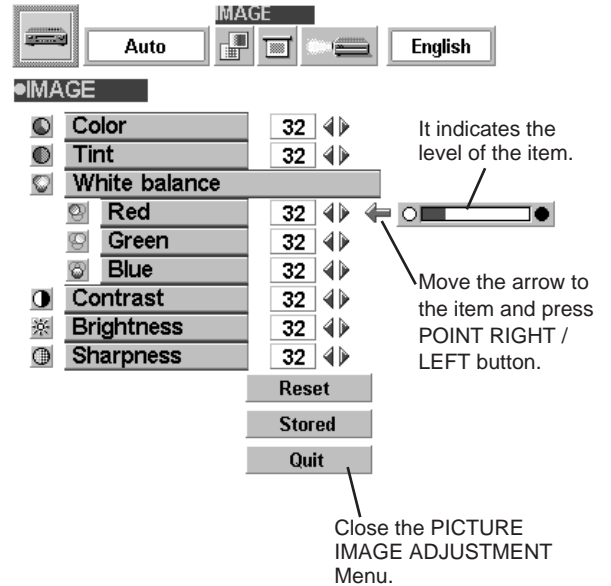 IMAGE
Auto
English
●IMAGE
Color 32
Tint 32
White balance
Red 32
Green 32
Blue 32
Contrast 32
Brightness 32
Sharpness 32
Reset
Stored
Quit
It indicates the
level of the item.
Move the arrow to
the item and press
POINT RIGHT /
LEFT button.
Close the PICTURE
IMAGE ADJUSTMENT
Menu.